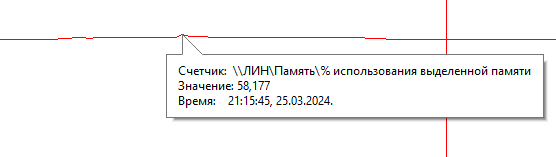 Счетчик: \\ЛИН\Память\% использования выделенной памяти
Значение: 58,177
Время: 21:15:45, 25.03.2024.